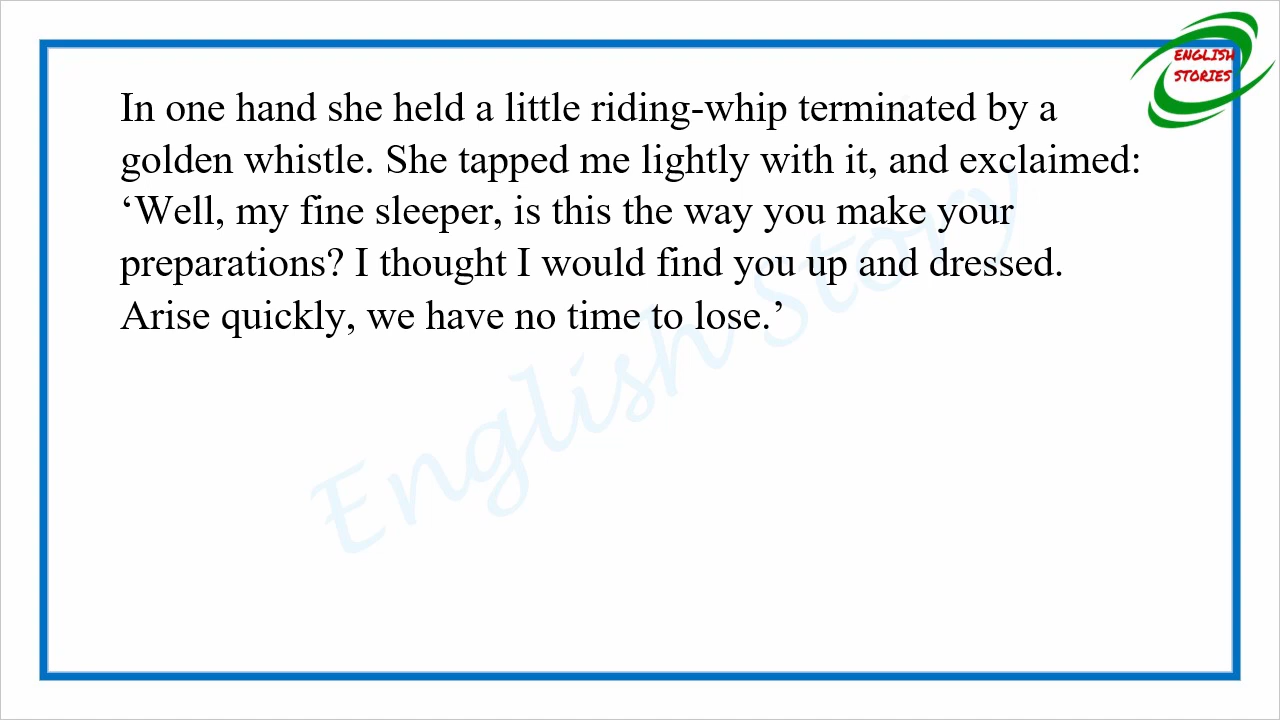 ENGLISH
STORIES
In one hand she held a little riding-whip terminated by a
golden whistle. She tapped me lightly with it, and exclaimed:
‘Well, my fine sleeper, is this the way you make your
preparations? I thought I would find you up and dressed.
Arise quickly, we have no time to lose.’
English Story